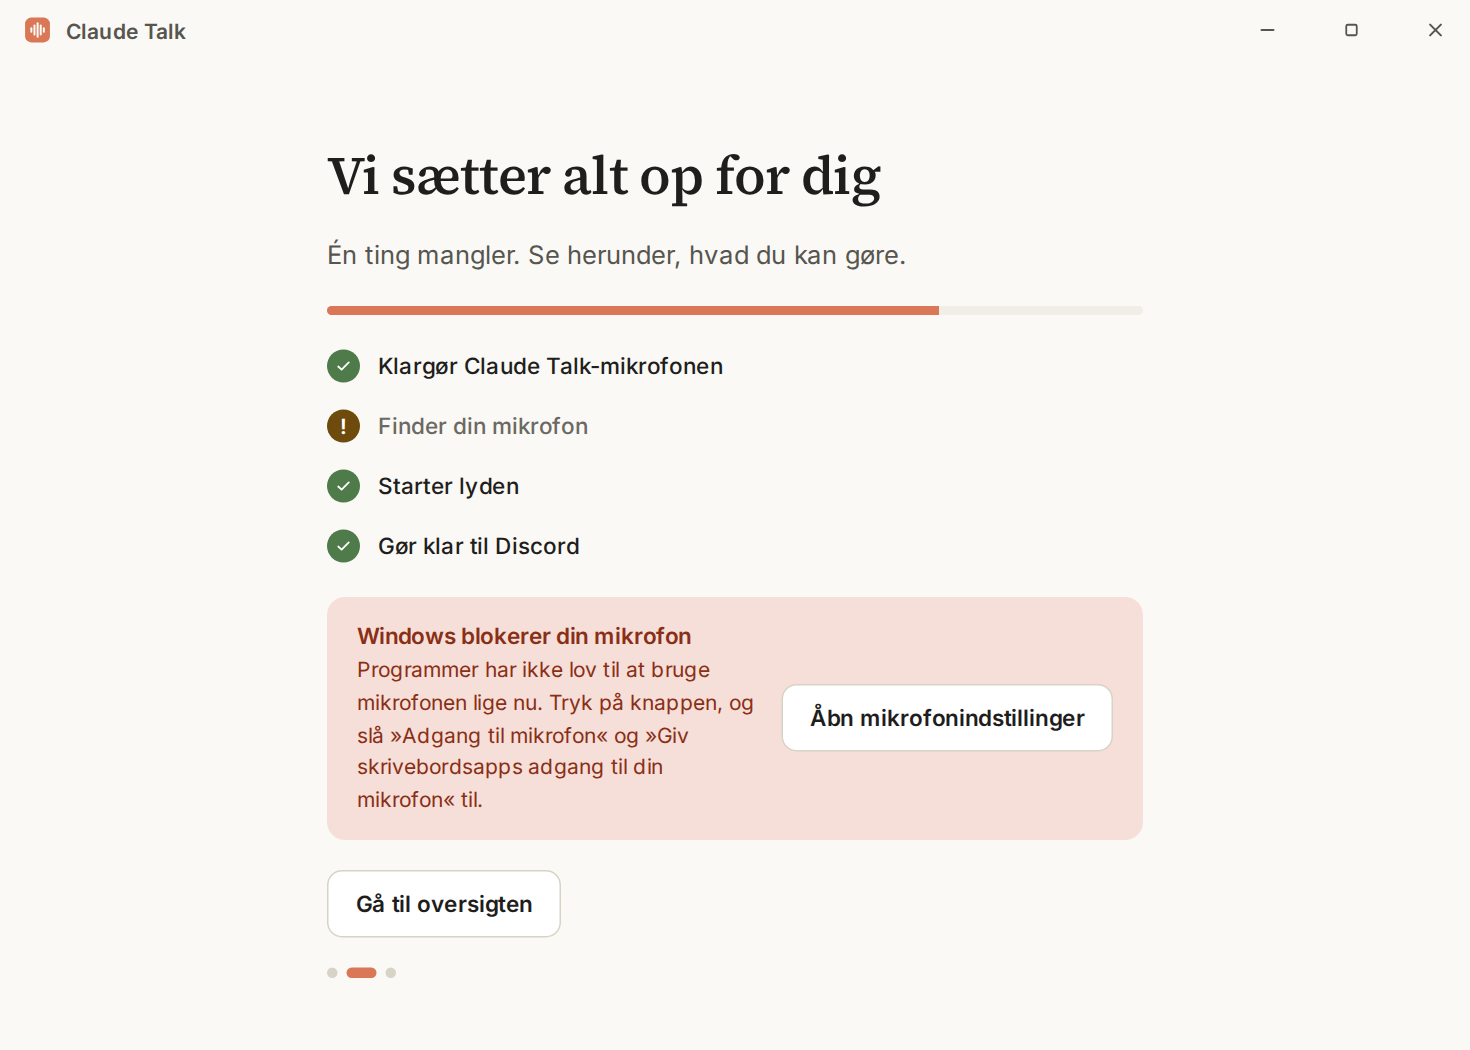 Claude Talk
Vi sætter alt op for dig
Én ting mangler. Se herunder, hvad du kan gøre.
Klargør Claude Talk-mikrofonen
Finder din mikrofon
Starter lyden
Gør klar til Discord
Windows blokerer din mikrofon
Programmer har ikke lov til at bruge
mikrofonen lige nu. Tryk på knappen, og
slå »Adgang til mikrofon« og »Giv
skrivebordsapps adgang til din
mikrofon« til.
Åbn mikrofonindstillinger
Gå til oversigten